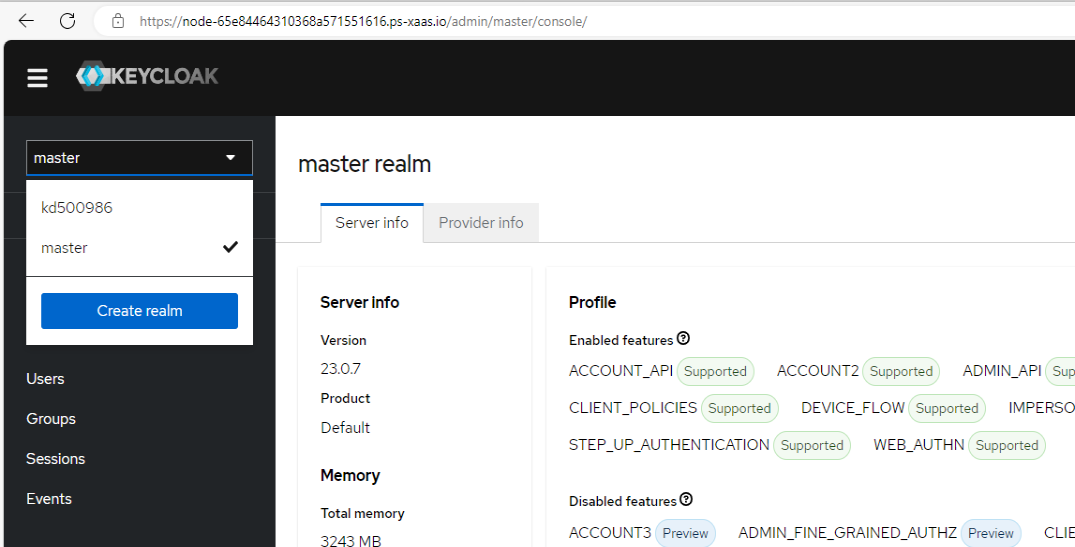 https://node-65e84464310368a571551616.ps-xaas.io/admin/master/console/
KEYCLOAK
master
kd500986
master
Create realm
Users
Groups
Sessions
Events
master realm
Server info Provider info
Server info
Version
23.0.7
Product
Default
Memory
Total memory
3243 MB
Profile
Enabled features
ACCOUNT_API Supported ACCOUNT2 Supported ADMIN_API Sup
CLIENT_POLICIES Supported DEVICE_FLOW Supported IMPERSO
STEP_UP_AUTHENTICATION Supported WEB_AUTHN Supported
Disabled features
ACCOUNT3 Preview ADMIN_FINE_GRAINED_AUTHZ Preview CLIE